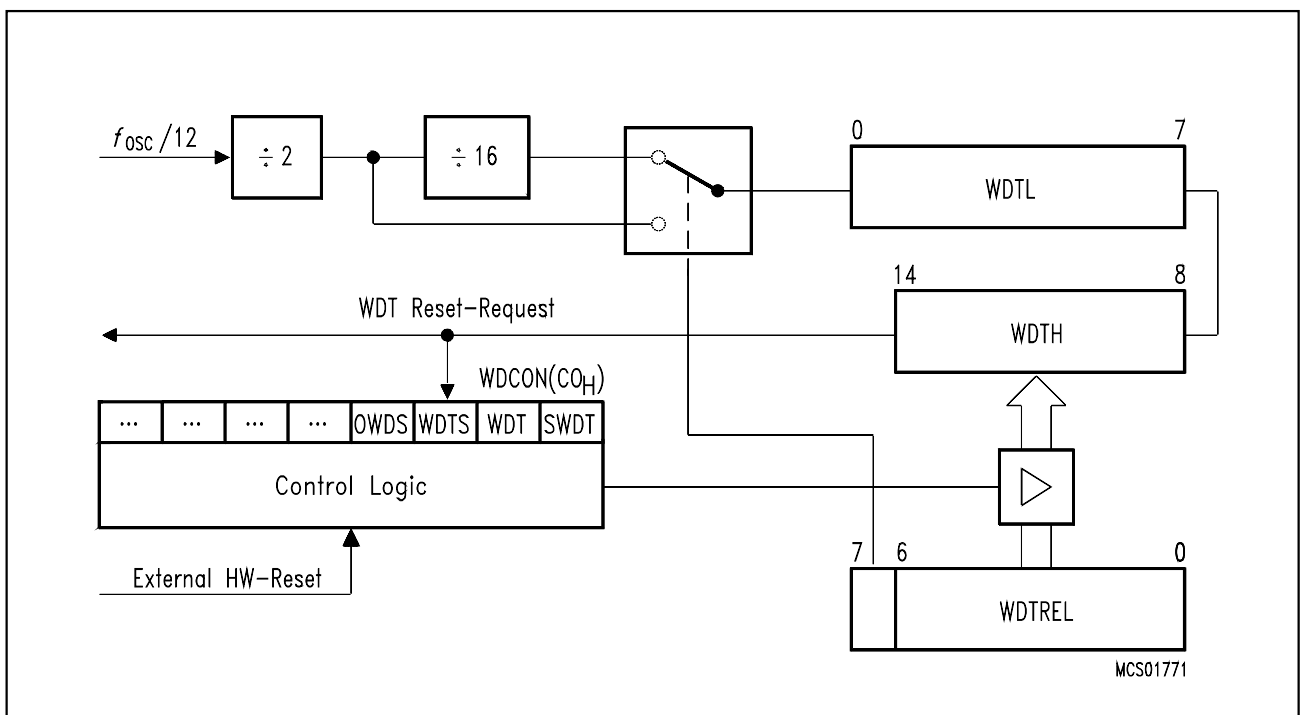 fOSC/12
÷ 2
÷ 16
0 7
WDTL
14 8
WDTH
WDT Reset-Request
WDCON(COH)
... ... ... ... OWDS WDTS WDT SWDT
Control Logic
External HW-Reset
7 6 0
WDTREL
MCS01771